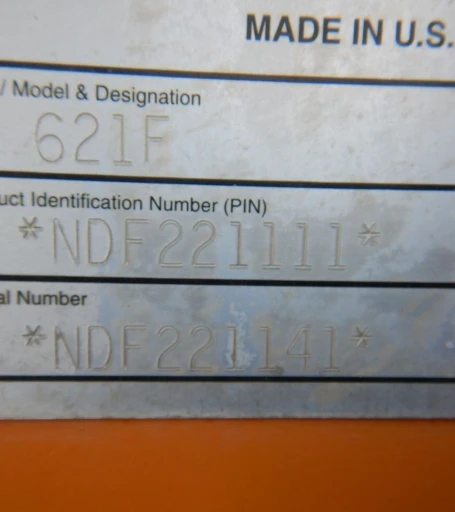 MADE IN U.S.
/ Model & Designation
621F
uct Identification Number (PIN)
*NDF221111*
al Number
*NDF221141*